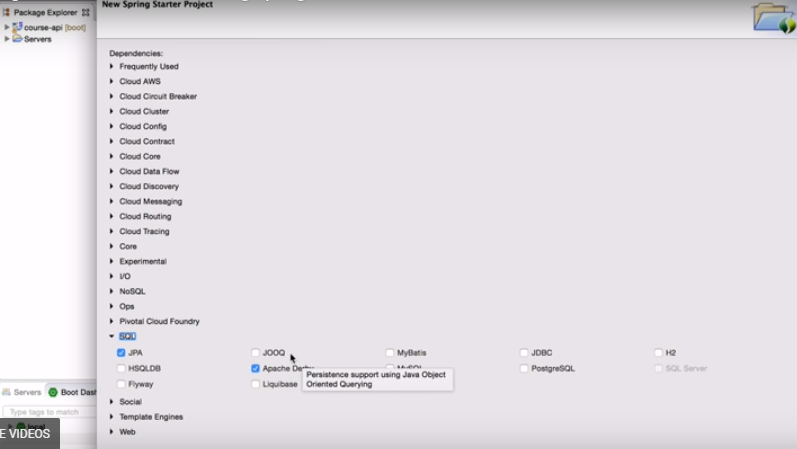 New Spring Starter Project
Package Explorer
course-api [boot]
Servers
Dependencies:
Frequently Used
Cloud AWS
Cloud Circuit Breaker
Cloud Cluster
Cloud Config
Cloud Contract
Cloud Core
Cloud Data Flow
Cloud Discovery
Cloud Messaging
Cloud Routing
Cloud Tracing
Core
Experimental
I/O
NoSQL
Ops
Pivotal Cloud Foundry
SQL
JPA JOOQ MyBatis JDBC H2
HSQLDB Apache Derby MySQL PostgreSQL SQL Server
Persistence support using Java Object
Oriented Querying
Flyway Liquibase
Social
Template Engines
Web
Servers Boot Dash
Type tags to match
local
E VIDEOS